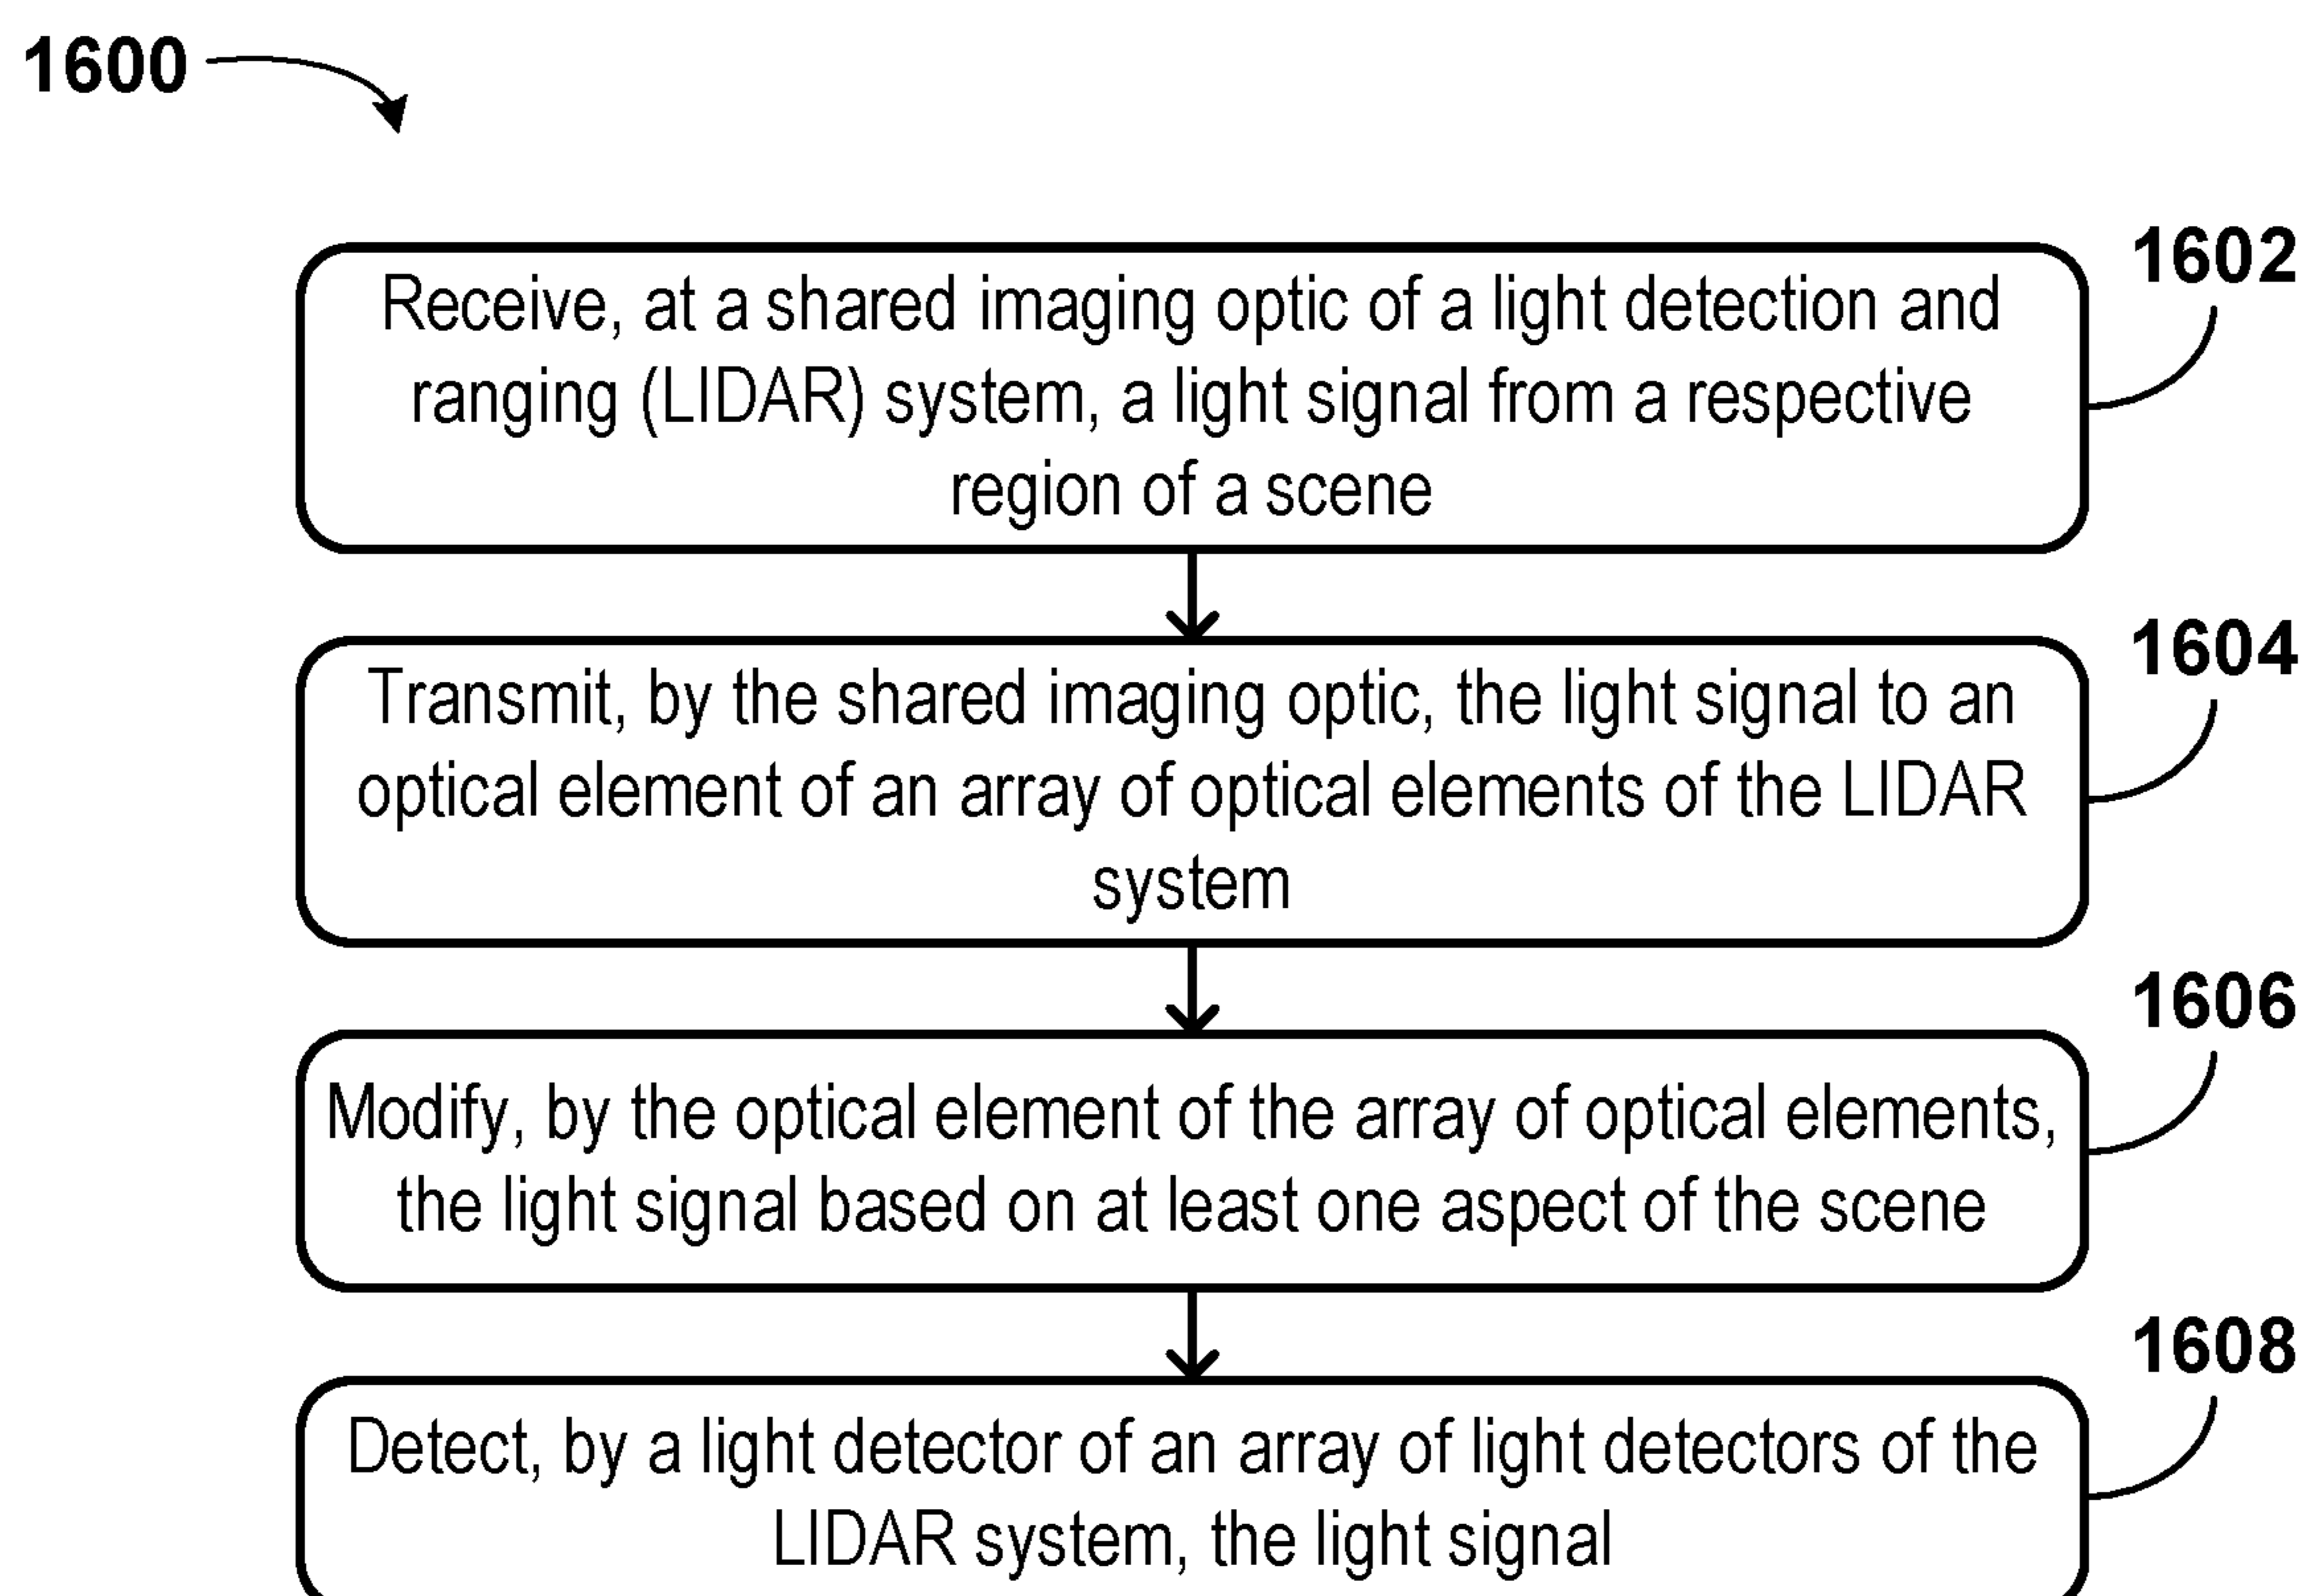 1600
1602
Receive, at a shared imaging optic of a light detection and
ranging (LIDAR) system, a light signal from a respective
region of a scene
1604
Transmit, by the shared imaging optic, the light signal to an
optical element of an array of optical elements of the LIDAR
system
1606
Modify, by the optical element of the array of optical elements,
the light signal based on at least one aspect of the scene
1608
Detect, by a light detector of an array of light detectors of the
LIDAR system, the light signal